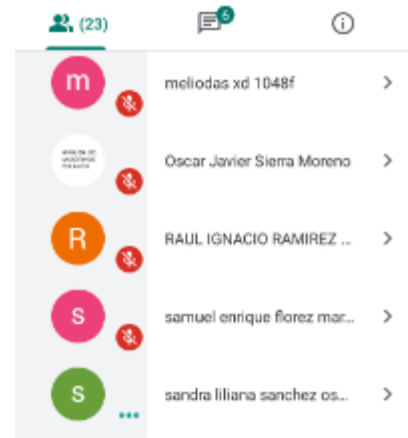 (23)
6
m
meliodas xd 1048f
Oscar Javier Sierra Moreno
R
RAUL IGNACIO RAMIREZ ...
s
samuel enrique florez mar...
s
sandra liliana sanchez os...